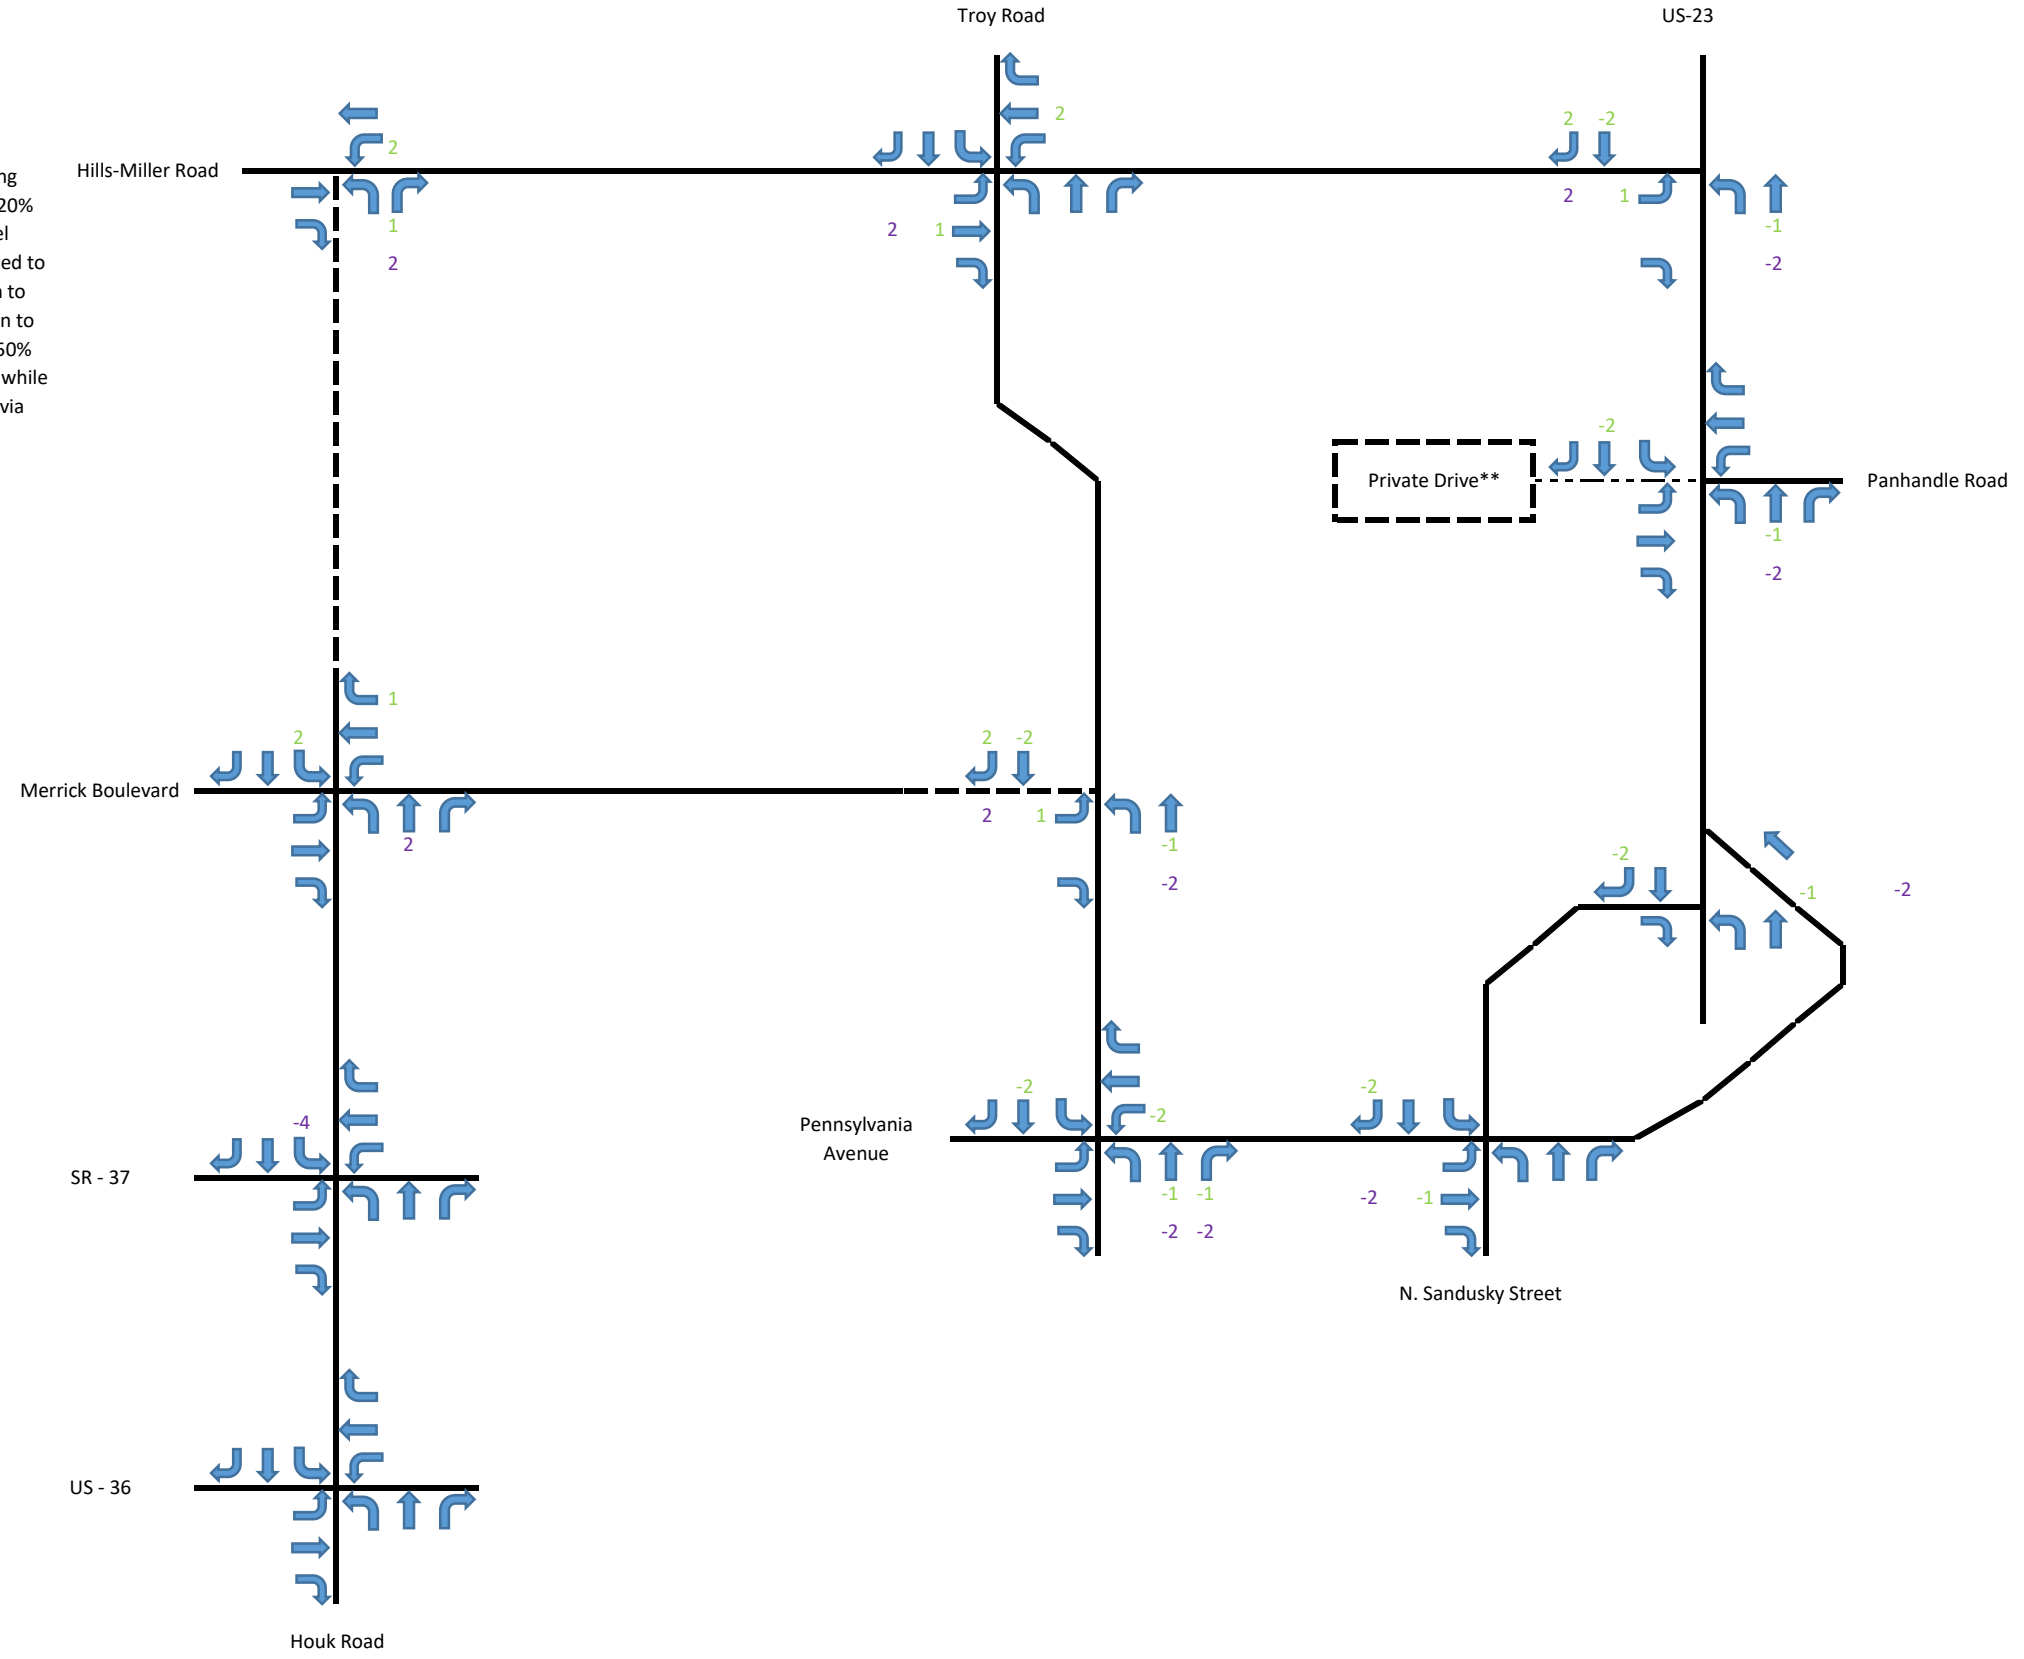 Troy Road
US-23
2
2
2 -2
2
Hills-Miller Road
ng
20%
el
ed to
n to
n to
50%
while
via
1
2
2 1
2 1
-1
-2
-2
Private Drive**
Panhandle Road
-1
-2
1
2
2 -2
Merrick Boulevard
2
2 1
-1
-2
-2
-1
-2
-2
-2
-2
-4
Pennsylvania
Avenue
SR - 37
-1 -1
-2 -2
-2 -1
N. Sandusky Street
US - 36
Houk Road